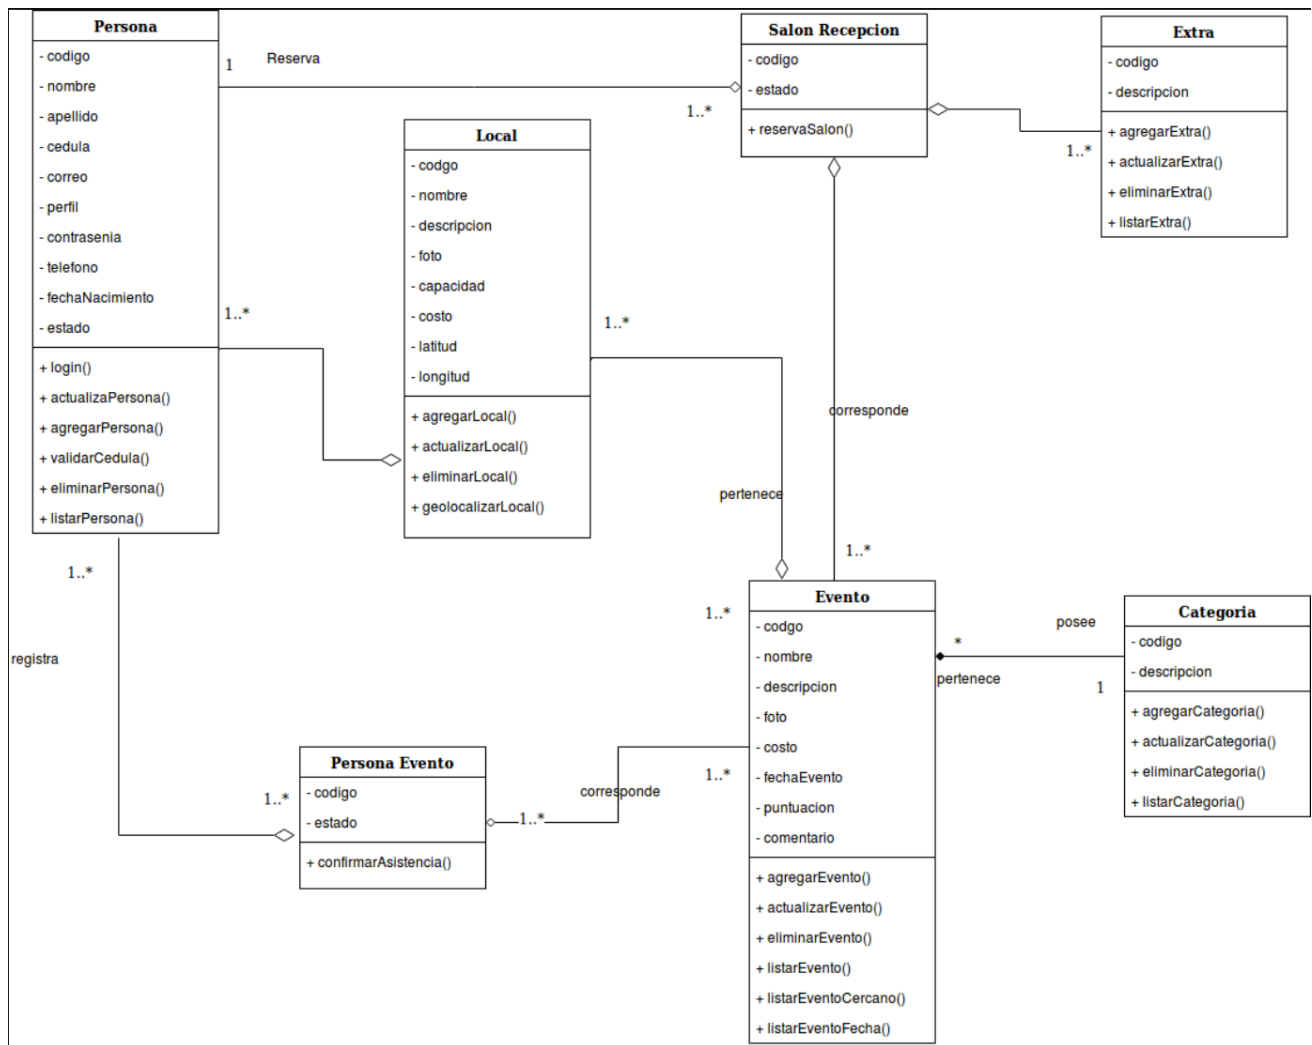 Persona
- codigo
- nombre
- apellido
- cedula
- correo
- perfil
- contrasenia
- telefono
- fechaNacimiento
- estado
+ login()
+ actualizaPersona()
+ agregarPersona()
+ validarCedula()
+ eliminarPersona()
+ listarPersona()
1
Reserva
1..*
Salon Recepcion
- codigo
- estado
+ reservaSalon()
1..*
Extra
- codigo
- descripcion
+ agregarExtra()
+ actualizarExtra()
+ eliminarExtra()
+ listarExtra()
Local
- codgo
- nombre
- descripcion
- foto
- capacidad
- costo
- latitud
- longitud
+ agregarLocal()
+ actualizarLocal()
+ eliminarLocal()
+ geolocalizarLocal()
1..*
1..*
corresponde
pertenece
1..*
1..*
1..*
registra
Evento
- codgo
- nombre
- descripcion
- foto
- costo
- fechaEvento
- puntuacion
- comentario
+ agregarEvento()
+ actualizarEvento()
+ eliminarEvento()
+ listarEvento()
+ listarEventoCercano()
+ listarEventoFecha()
*
posee
pertenece
1
Categoria
- codigo
- descripcion
+ agregarCategoria()
+ actualizarCategoria()
+ eliminarCategoria()
+ listarCategoria()
Persona Evento
- codigo
- estado
+ confirmarAsistencia()
1..*
1..*
corresponde
1..*